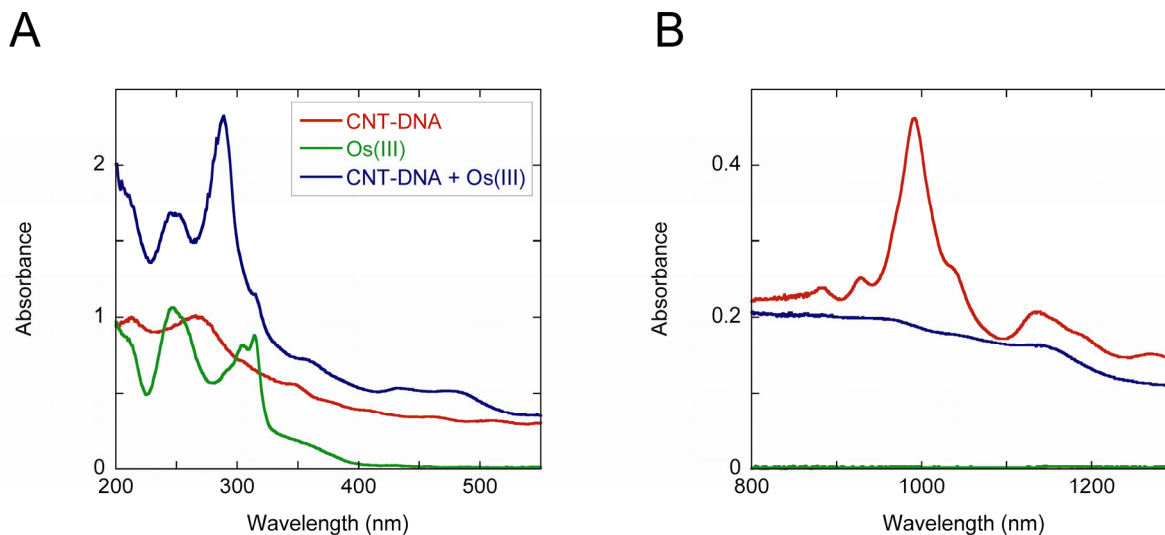 A
B
Absorbance
2
1
0
200
300
400
500
Wavelength (nm)
CNT-DNA
Os(III)
CNT-DNA + Os(III)
Absorbance
0.4
0.2
0
800
1000
1200
Wavelength (nm)